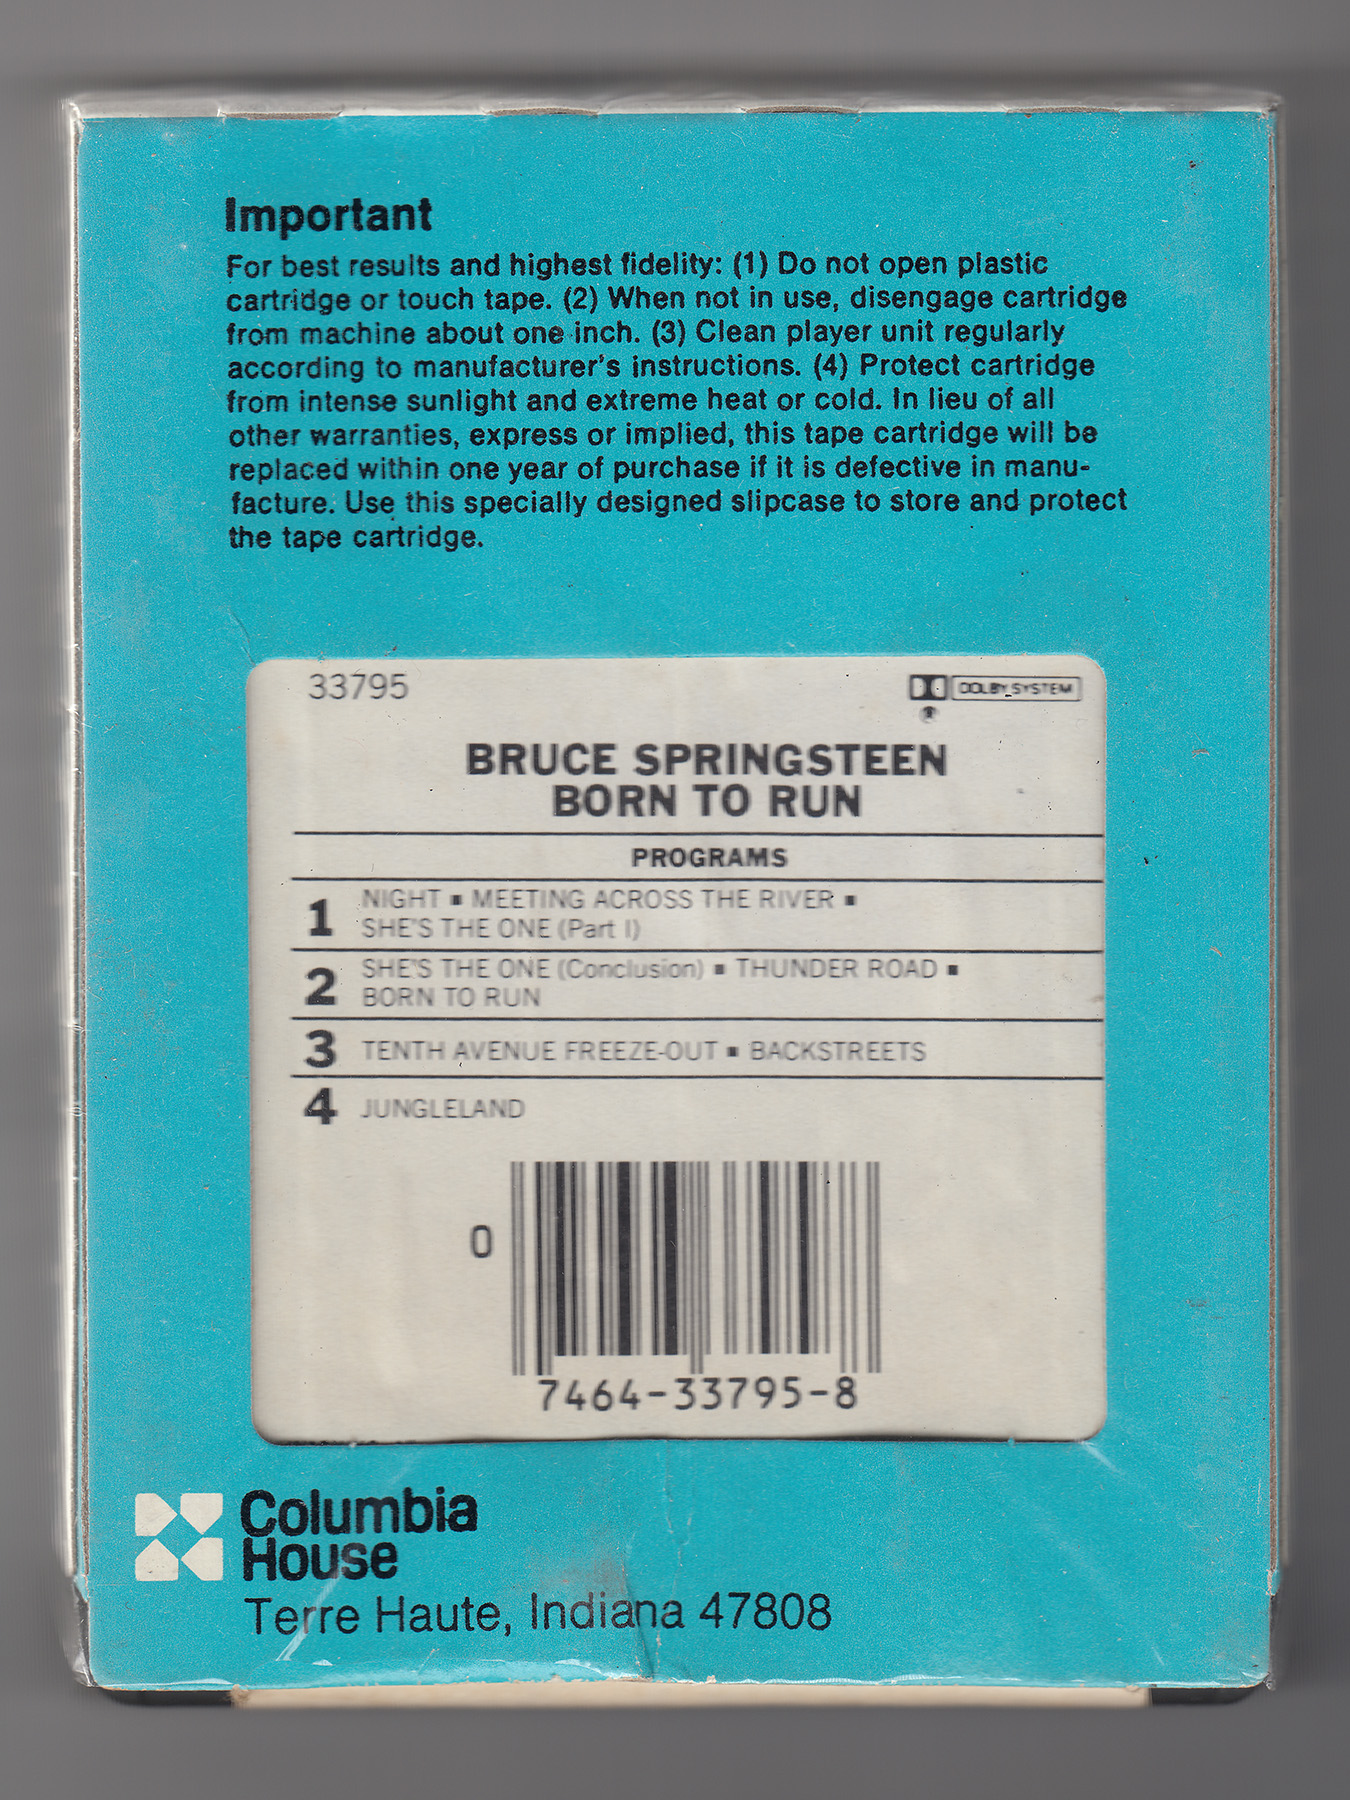 Important
For best results and highest fidelity: (1) Do not open plastic
cartridge or touch tape. (2) When not in use, disengage cartridge
from machine about one inch. (3) Clean player unit regularly
according to manufacturer's instructions. (4) Protect cartridge
from intense sunlight and extreme heat or cold. In lieu of all
other warranties, express or implied, this tape cartridge will be
replaced within one year of purchase if it is defective in manu-
facture. Use this specially designed slipcase to store and protect
the tape cartridge.
33795
DOLBY SYSTEM
®
BRUCE SPRINGSTEEN
BORN TO RUN
PROGRAMS
1 NIGHT ▪ MEETING ACROSS THE RIVER ▪
SHE'S THE ONE (Part I)
2 SHE'S THE ONE (Conclusion) ▪ THUNDER ROAD ▪
BORN TO RUN
3 TENTH AVENUE FREEZE-OUT ▪ BACKSTREETS
4 JUNGLELAND
0
7464-33795-8
Columbia
House
Terre Haute, Indiana 47808